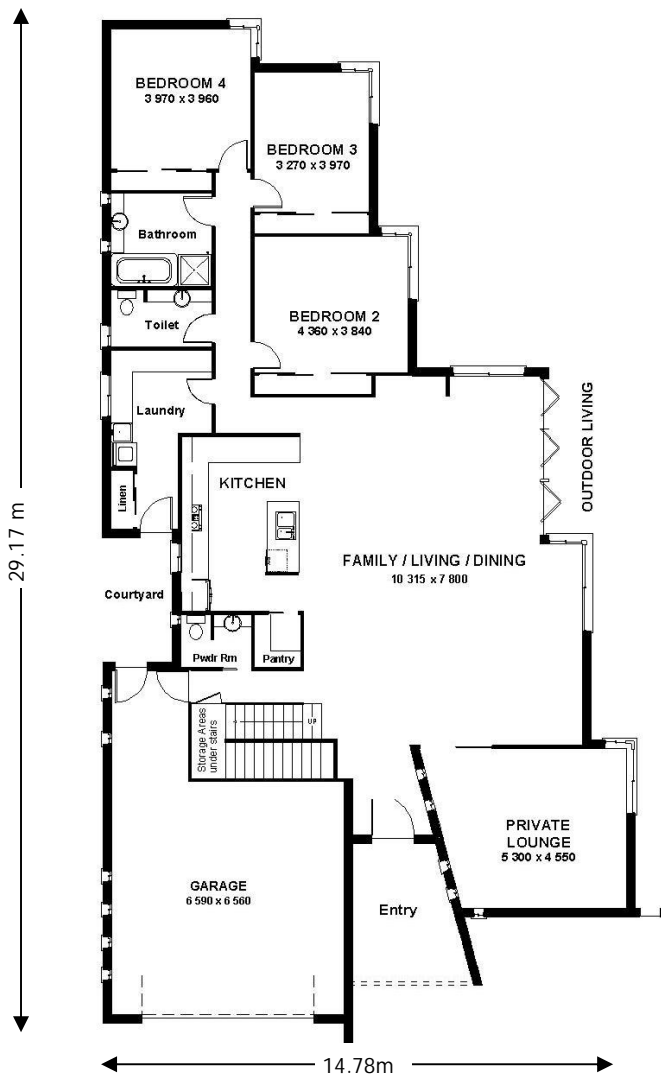 BEDROOM 4
3 970 x 3 960
BEDROOM 3
3 270 x 3 970
Bathroom
BEDROOM 2
4 360 x 3 840
Toilet
Laundry
OUTDOOR LIVING
KITCHEN
Linen
29.17 m
FAMILY / LIVING / DINING
10 315 x 7 800
Courtyard
Pwdr Rm
Pantry
Storage Areas
under stairs
UP
PRIVATE
LOUNGE
5 300 x 4 550
GARAGE
6 590 x 6 560
Entry
14.78m